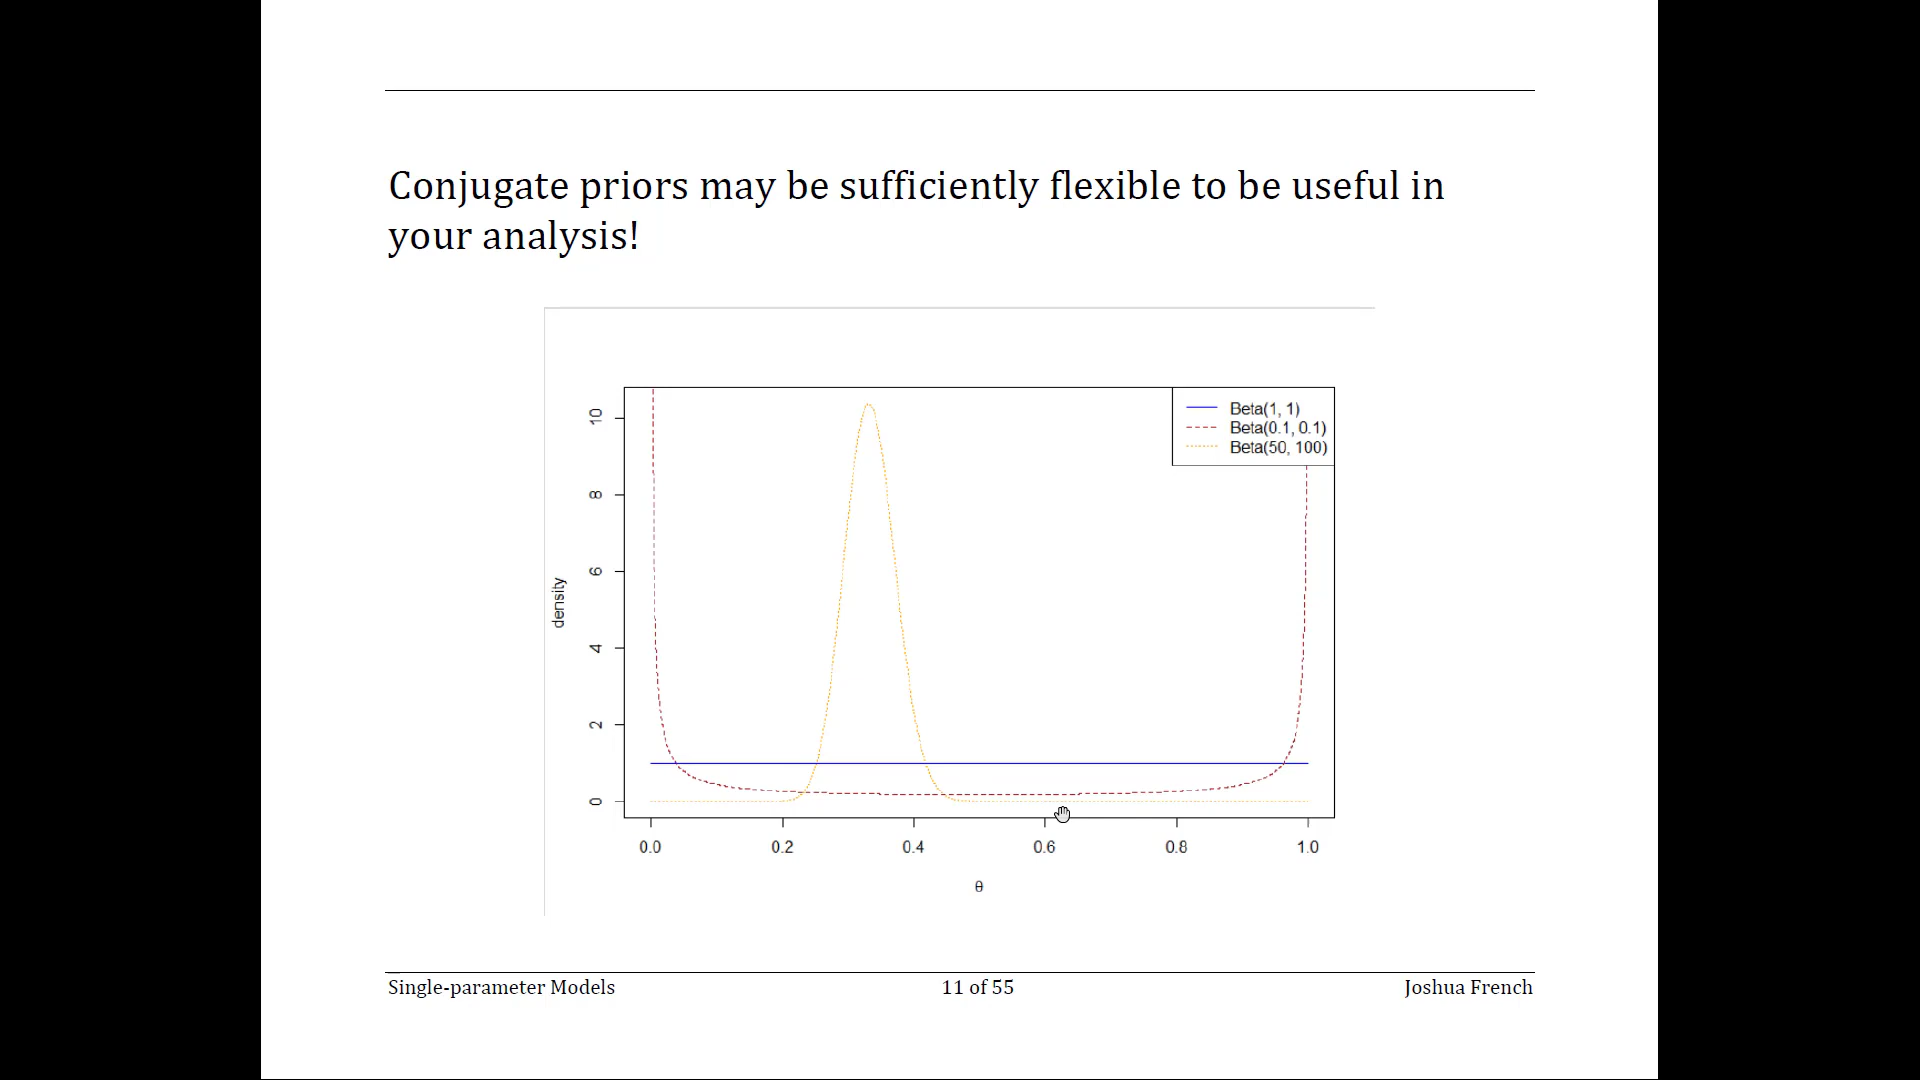 Conjugate priors may be sufficiently flexible to be useful in
your analysis!
Beta(1, 1)
Beta(0.1, 0.1)
Beta(50, 100)
10
8
6
4
2
0
density
0.0 0.2 0.4 0.6 0.8 1.0
θ
Single-parameter Models 11 of 55 Joshua French